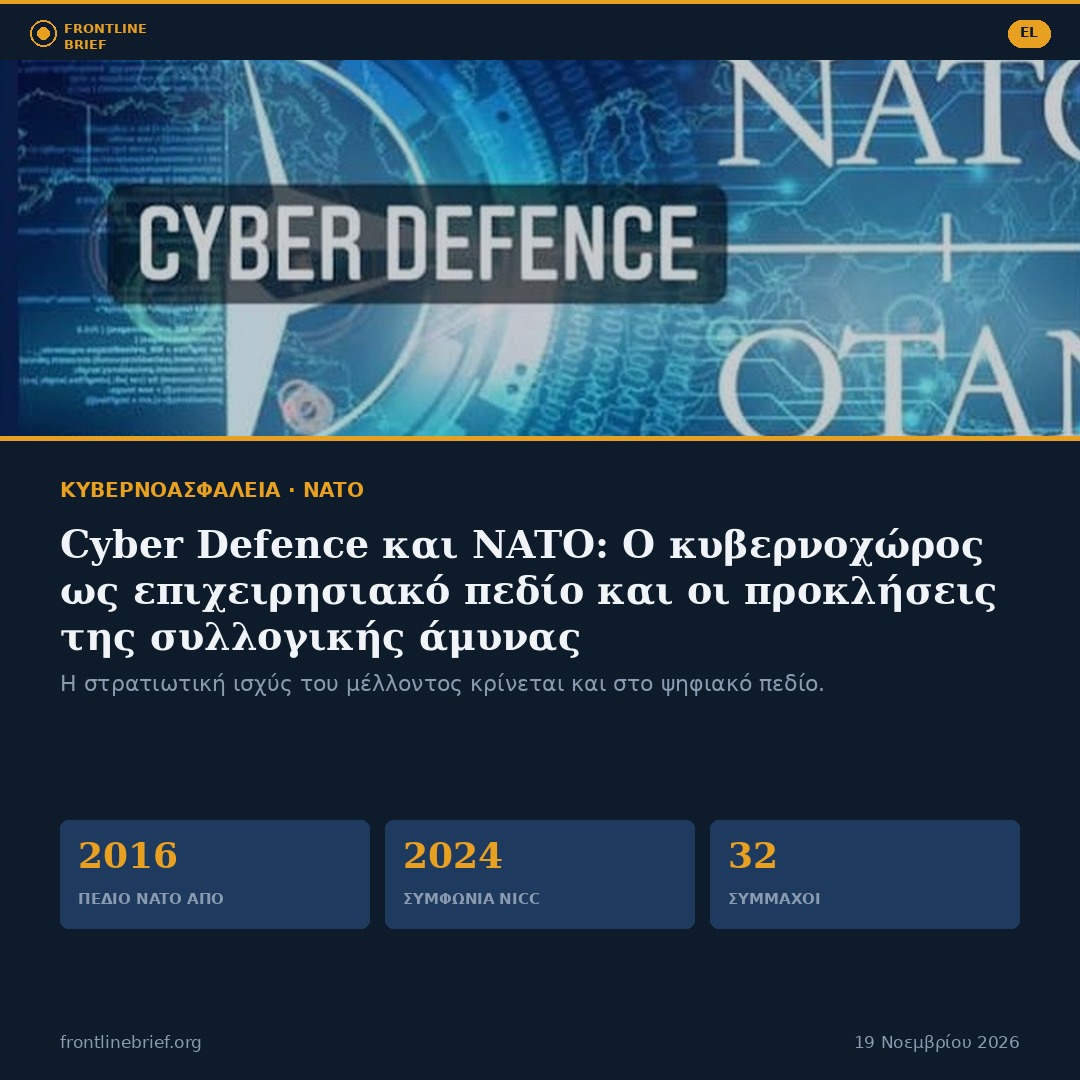 FRONTLINE
BRIEF
EL
NATO
CYBER DEFENCE
OTAN
ΚΥΒΕΡΝΟΑΣΦΑΛΕΙΑ · NATO
Cyber Defence και NATO: Ο κυβερνοχώρος
ως επιχειρησιακό πεδίο και οι προκλήσεις
της συλλογικής άμυνας
Η στρατιωτική ισχύς του μέλλοντος κρίνεται και στο ψηφιακό πεδίο.
2016
ΠΕΔΙΟ ΝΑΤΟ ΑΠΟ
2024
ΣΥΜΦΩΝΙΑ NICC
32
ΣΥΜΜΑΧΟΙ
frontlinebrief.org
19 Νοεμβρίου 2026